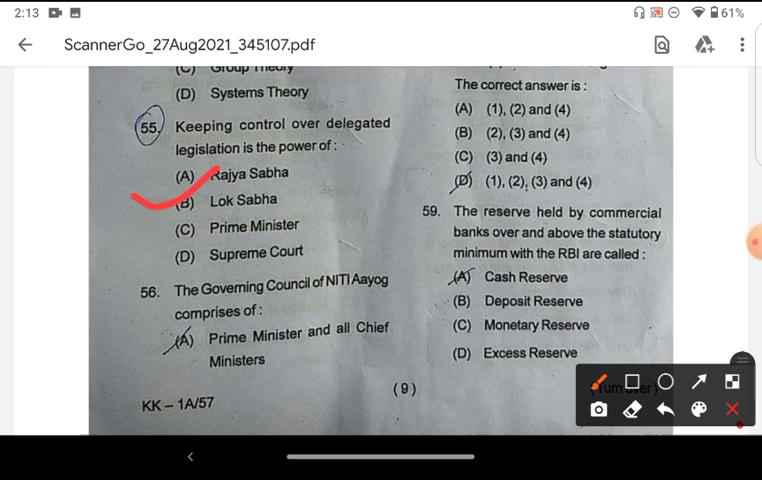 2:13
61%
ScannerGo_27Aug2021_345107.pdf
(C) Group Theory
(D) Systems Theory
55. Keeping control over delegated
legislation is the power of :
(A) Rajya Sabha
(B) Lok Sabha
(C) Prime Minister
(D) Supreme Court
56. The Governing Council of NITI Aayog
comprises of :
(A) Prime Minister and all Chief
Ministers
KK – 1A/57
(9)
The correct answer is :
(A) (1), (2) and (4)
(B) (2), (3) and (4)
(C) (3) and (4)
(D) (1), (2), (3) and (4)
59. The reserve held by commercial
banks over and above the statutory
minimum with the RBI are called :
(A) Cash Reserve
(B) Deposit Reserve
(C) Monetary Reserve
(D) Excess Reserve
(Turn over)